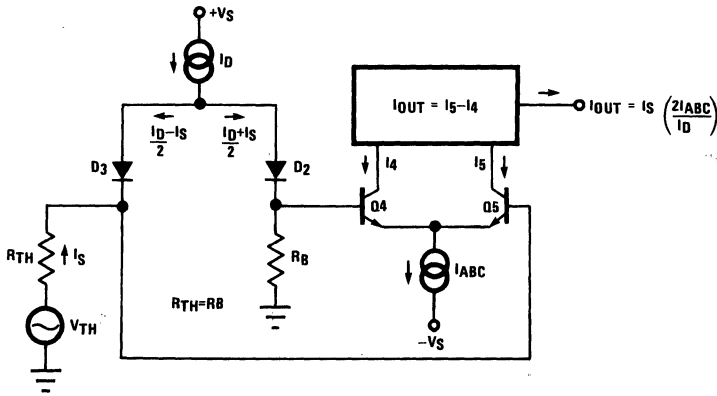 +VS
ID
ID/2 − IS
ID/2 + IS
D3
D2
IOUT = I5−I4
IOUT = IS (2IABC/ID)
I4
I5
Q4
Q5
RTH
IS
RB
IABC
RTH=RB
VTH
−VS